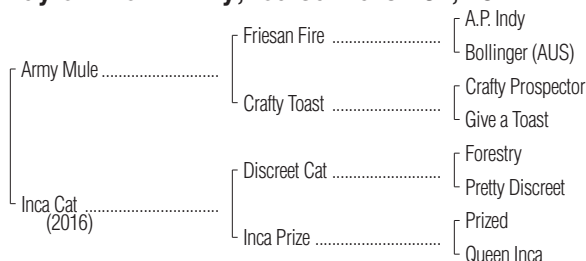 Friesan Fire
A.P. Indy
Bollinger (AUS)
Army Mule
Crafty Toast
Crafty Prospector
Give a Toast
Discreet Cat
Forestry
Pretty Discreet
Inca Cat
(2016)
Inca Prize
Prized
Queen Inca